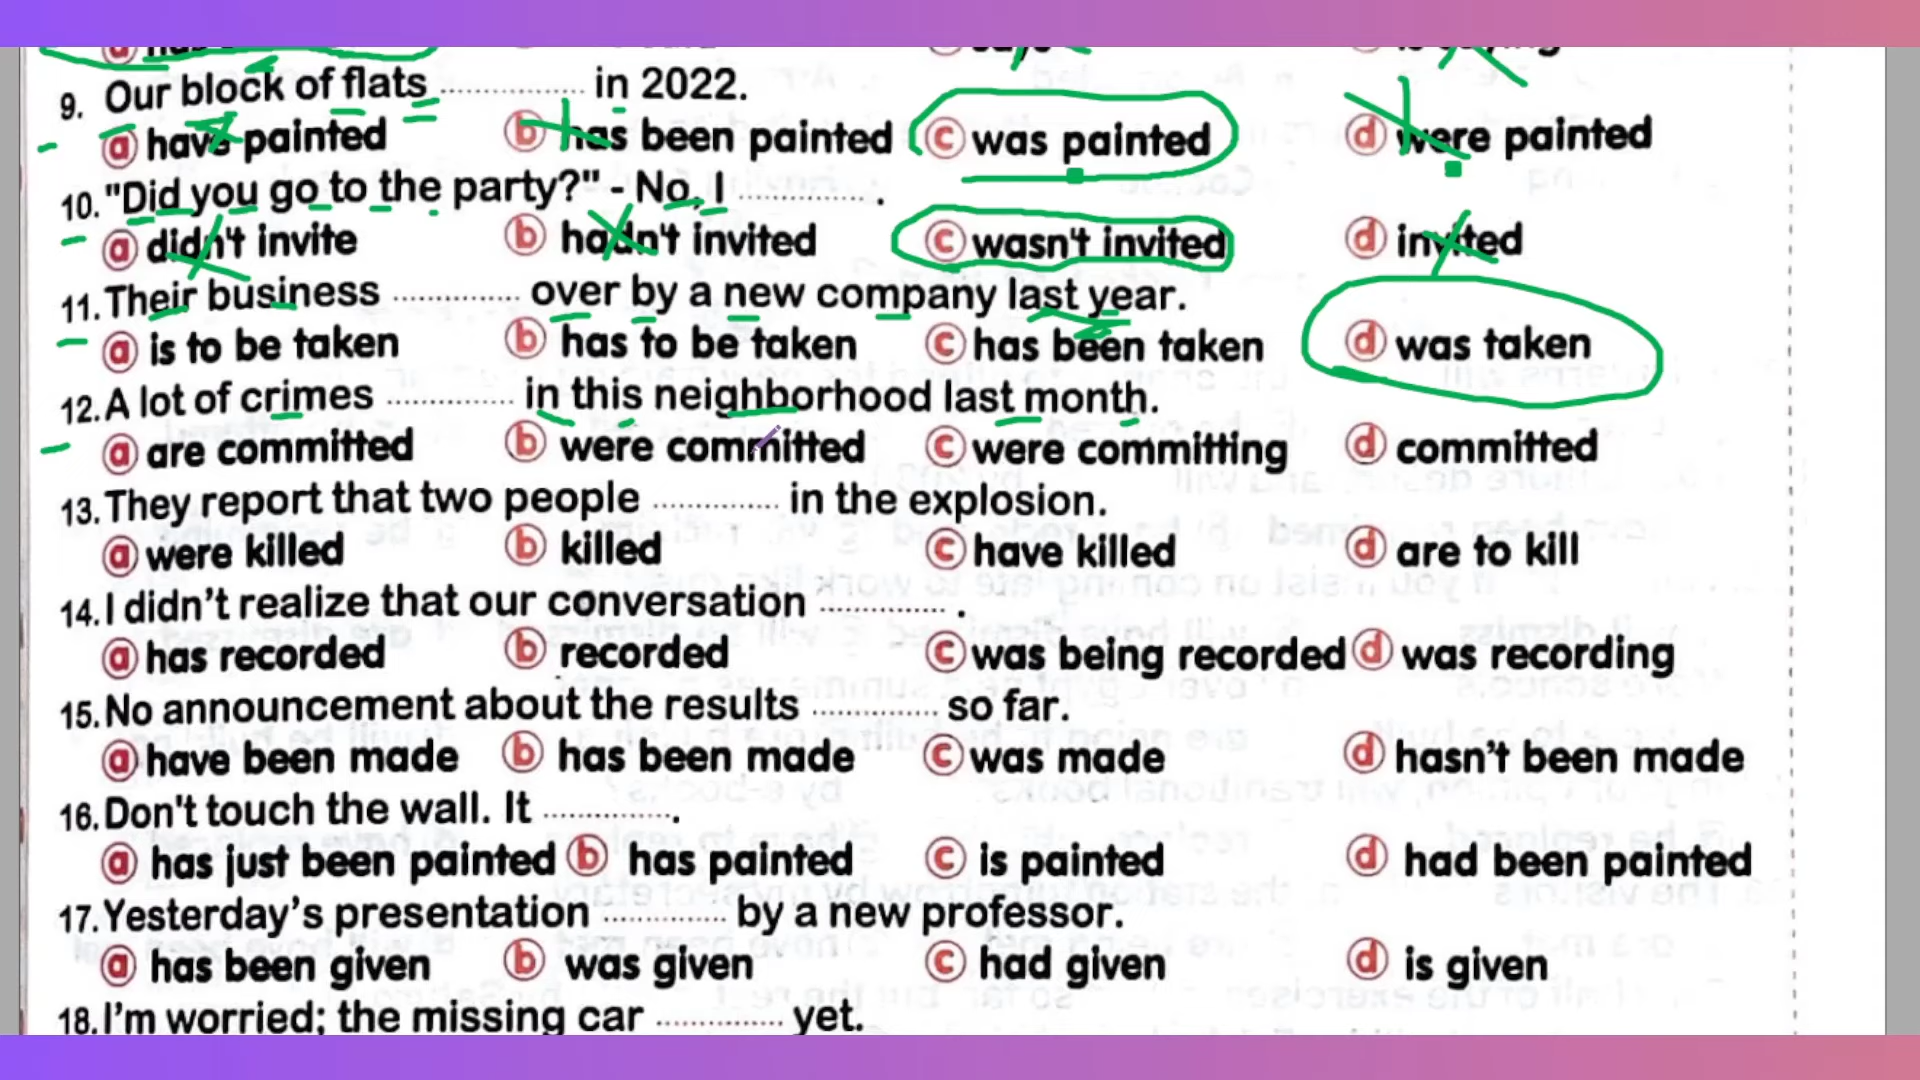 9. Our block of flats .............. in 2022.
a have painted b has been painted c was painted d were painted
10. "Did you go to the party?" - No, I .............. .
a didn't invite b hadn't invited c wasn't invited d invited
11. Their business .............. over by a new company last year.
a is to be taken b has to be taken c has been taken d was taken
12. A lot of crimes .............. in this neighborhood last month.
a are committed b were committed c were committing d committed
13. They report that two people .............. in the explosion.
a were killed b killed c have killed d are to kill
14. I didn't realize that our conversation .............. .
a has recorded b recorded c was being recorded d was recording
15. No announcement about the results .............. so far.
a have been made b has been made c was made d hasn't been made
16. Don't touch the wall. It .............. .
a has just been painted b has painted c is painted d had been painted
17. Yesterday's presentation .............. by a new professor.
a has been given b was given c had given d is given
18. I'm worried; the missing car .............. yet.